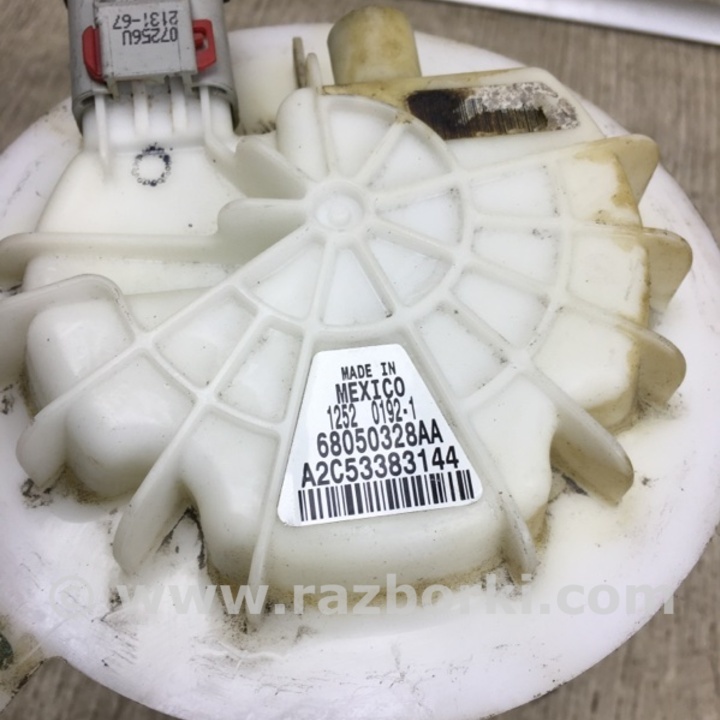 07256U
2131-67
MADE IN
MEXICO
1252 0192-1
68050328AA
A2C53383144
© www.razborki.com